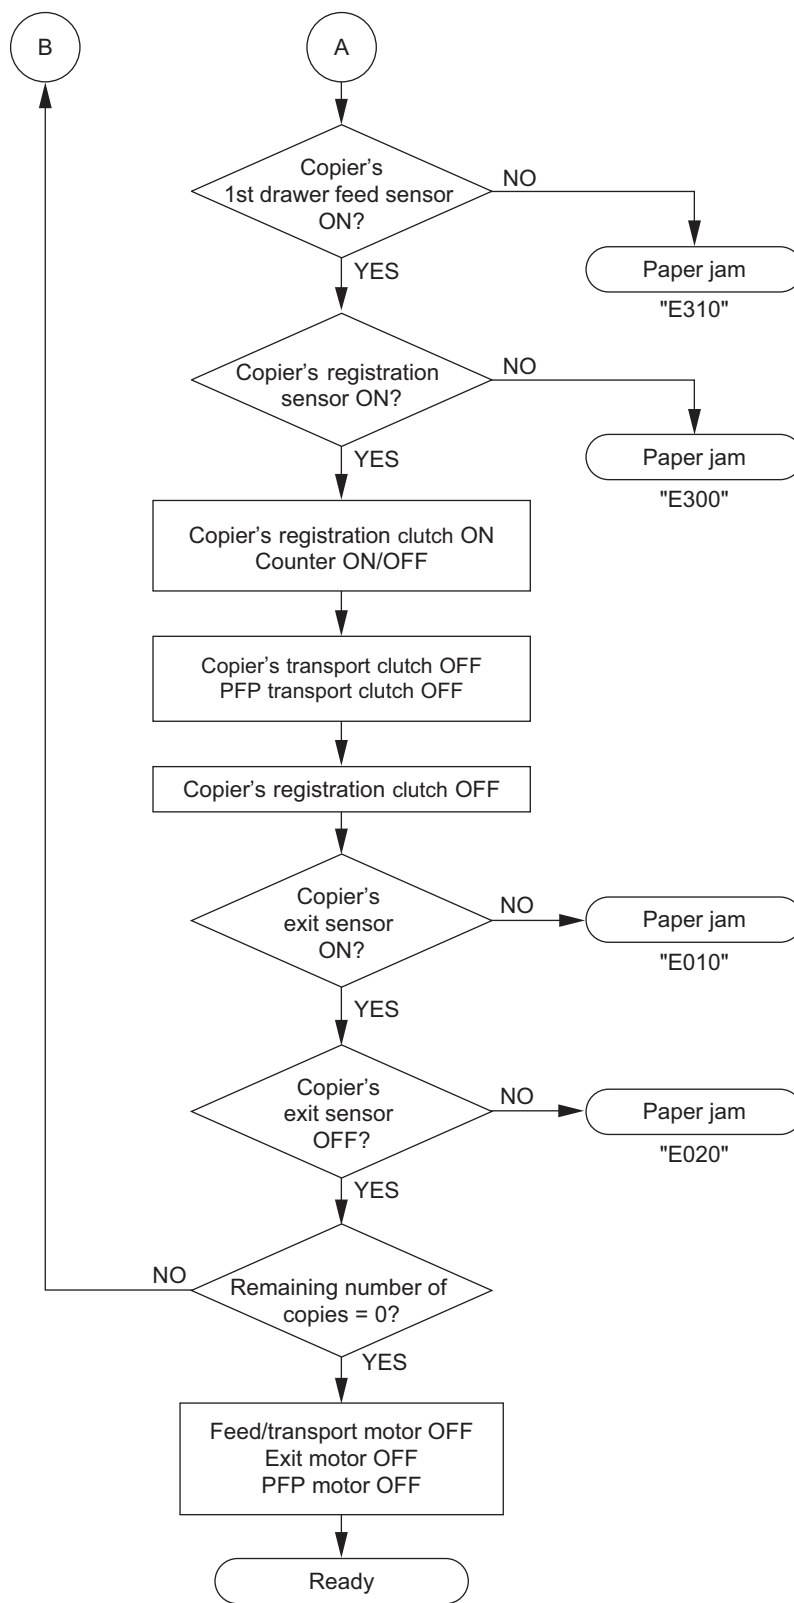 B
A
Copier’s
1st drawer feed sensor
ON?
NO
Paper jam
"E310"
YES
Copier’s registration
sensor ON?
NO
Paper jam
"E300"
YES
Copier’s registration clutch ON
Counter ON/OFF
Copier’s transport clutch OFF
PFP transport clutch OFF
Copier’s registration clutch OFF
Copier’s
exit sensor
ON?
NO
Paper jam
"E010"
YES
Copier’s
exit sensor
OFF?
NO
Paper jam
"E020"
YES
NO
Remaining number of
copies = 0?
YES
Feed/transport motor OFF
Exit motor OFF
PFP motor OFF
Ready